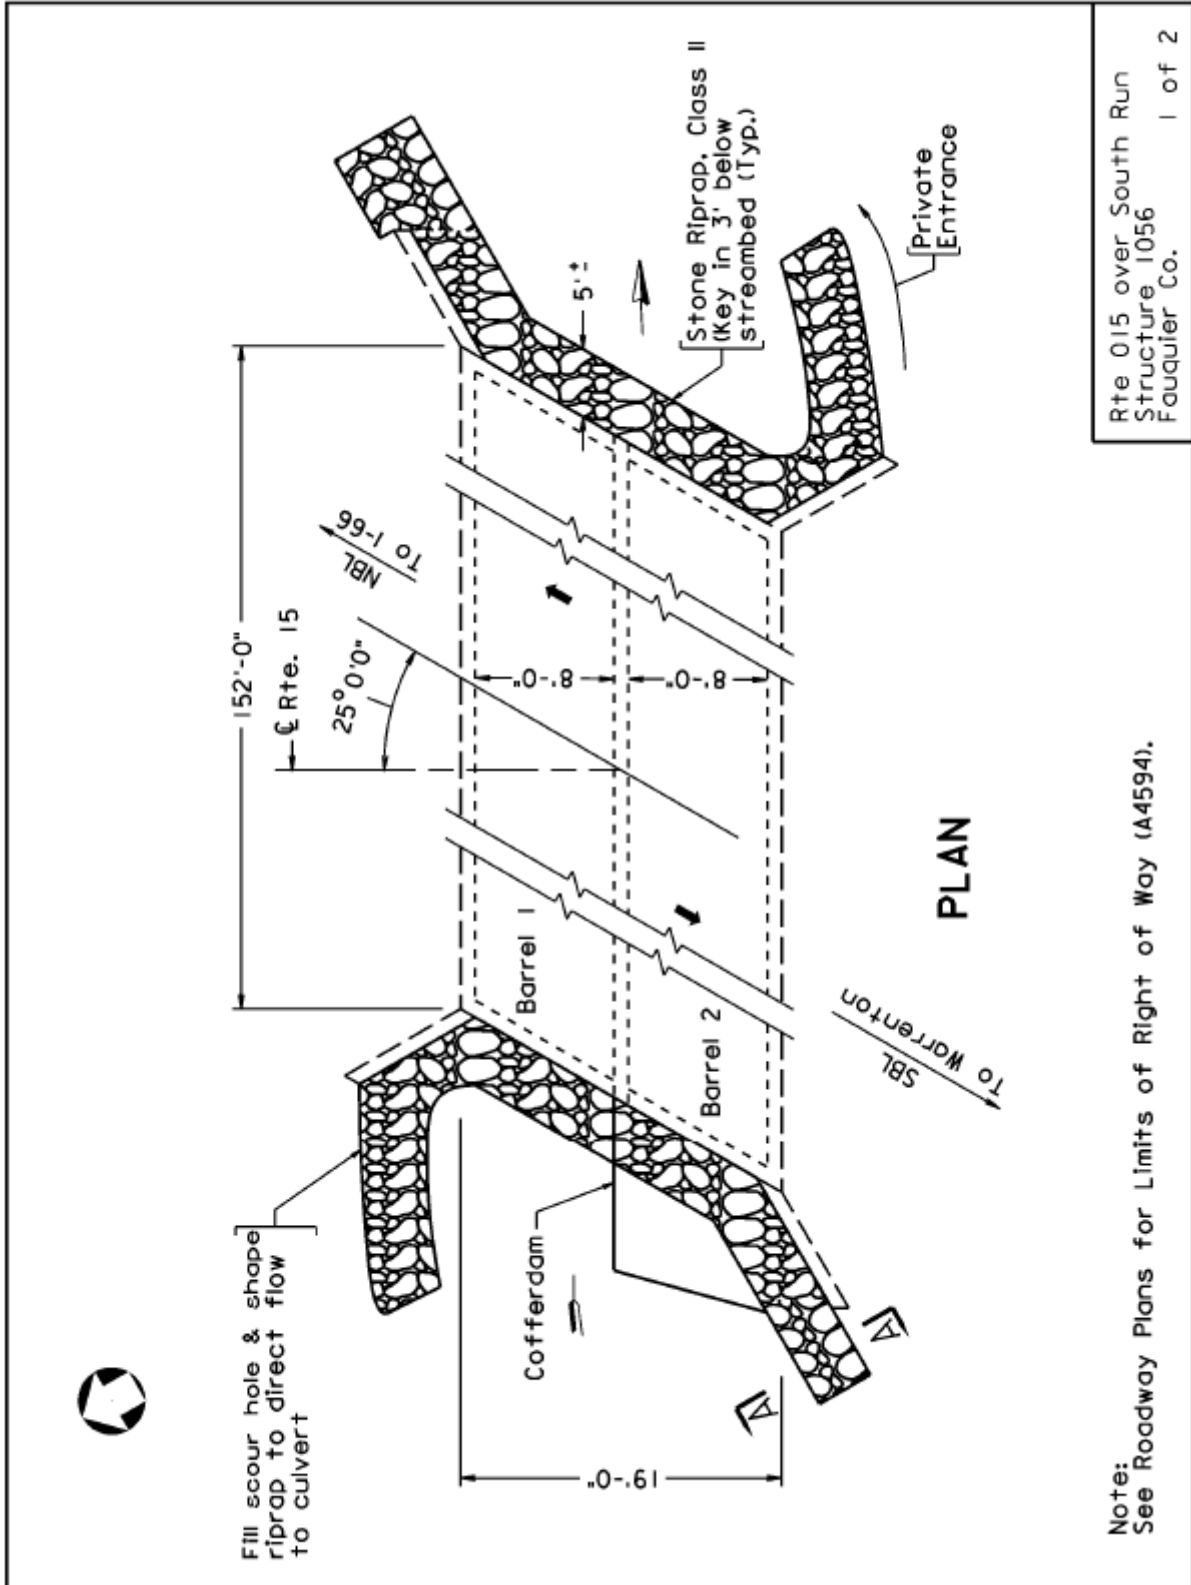 Fill scour hole & shape
riprap to direct flow
to culvert
152'-0"
℄ Rte. 15
25° 0'0"
NBL
To I-66
5'±
Stone Riprap, Class II
(Key in 3' below
streambed (Typ.)
Private
Entrance
Barrel 1
8'-0"
8'-0"
Barrel 2
Cofferdam
19'-0"
A
A
SBL
To Warrenton
PLAN
Note:
See Roadway Plans for Limits of Right of Way (A4594).
Rte 015 over South Run
Structure 1056
Fauquier Co. 1 of 2